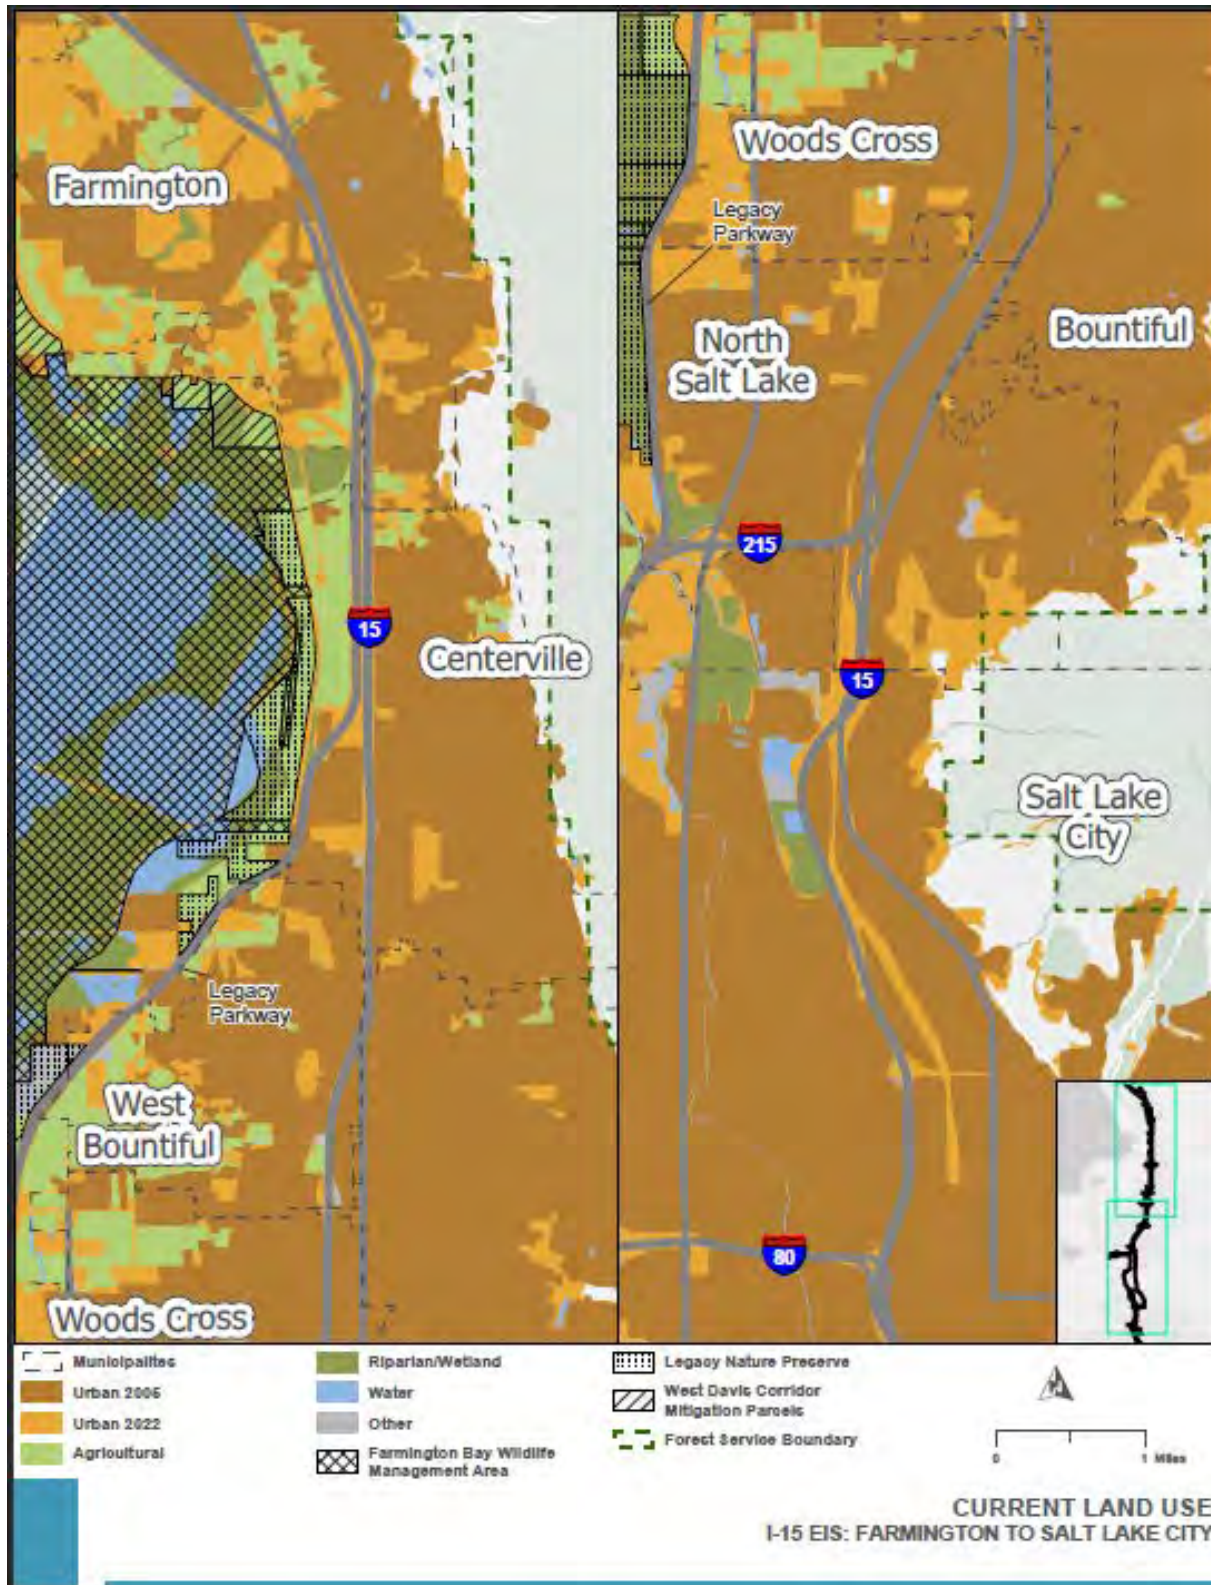 Farmington
15
Centerville
Legacy
Parkway
West
Bountiful
Woods Cross
Woods Cross
Legacy
Parkway
North
Salt Lake
Bountiful
215
15
Salt Lake
City
80
Municipalites
Urban 2005
Urban 2022
Agricultural
Riparian/Wetland
Water
Other
Farmington Bay Wildlife
Management Area
Legacy Nature Preserve
West Davis Corridor
Mitigation Parcels
Forest Service Boundary
0 1 Miles
CURRENT LAND USE
I-15 EIS: FARMINGTON TO SALT LAKE CITY